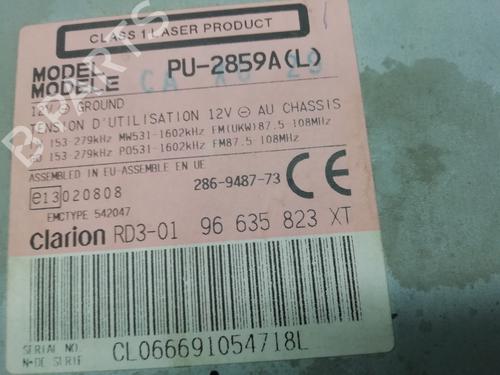 CLASS 1 LASER PRODUCT
MODEL PU-2859A(L)
MODELE
12V ⊖ GROUND
TENSION D'UTILISATION 12V ⊖ AU CHASSIS
153-279kHz MW531-1602kHz FM(UKW)87.5-108MHz
153-279kHz PO531-1602kHz FM87.5-108MHz
ASSEMBLED IN EU-ASSEMBLE EN UE
e13 020808 286-9487-73 CE
EMCTYPE 542047
clarion RD3-01 96 635 823 XT
SERIAL NO
N·DE SERIE CL066691054718L
B PARTS